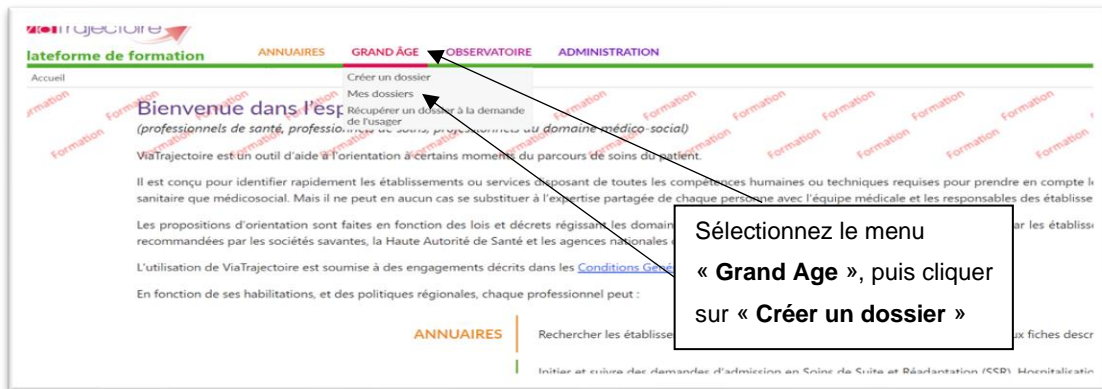 ViaTrajectoire
lateforme de formation
ANNUAIRES GRAND ÂGE OBSERVATOIRE ADMINISTRATION
Accueil
Créer un dossier
Mes dossiers
Récupérer un dossier à la demande
de l'usager
Bienvenue dans l'esp
(professionnels de santé, professionnels de soins, professionnels du domaine médico-social)
ViaTrajectoire est un outil d'aide à l'orientation à certains moments du parcours de soins du patient.
Il est conçu pour identifier rapidement les établissements ou services disposant de toutes les compétences humaines ou techniques requises pour prendre en compte l
sanitaire que médicosocial. Mais il ne peut en aucun cas se substituer à l'expertise partagée de chaque personne avec l'équipe médicale et les responsables des établisse
Les propositions d'orientation sont faites en fonction des lois et décrets régissant les domain ar les établiss
recommandées par les sociétés savantes, la Haute Autorité de Santé et les agences nationales
L'utilisation de ViaTrajectoire est soumise à des engagements décrits dans les Conditions Géné
En fonction de ses habilitations, et des politiques régionales, chaque professionnel peut :
ANNUAIRES Rechercher les établisse ux fiches descr
Initier et suivre des demandes d'admission en Soins de Suite et Réadaptation (SSR), Hospitalisatio
Sélectionnez le menu
« Grand Age », puis cliquer
sur « Créer un dossier »
Formation